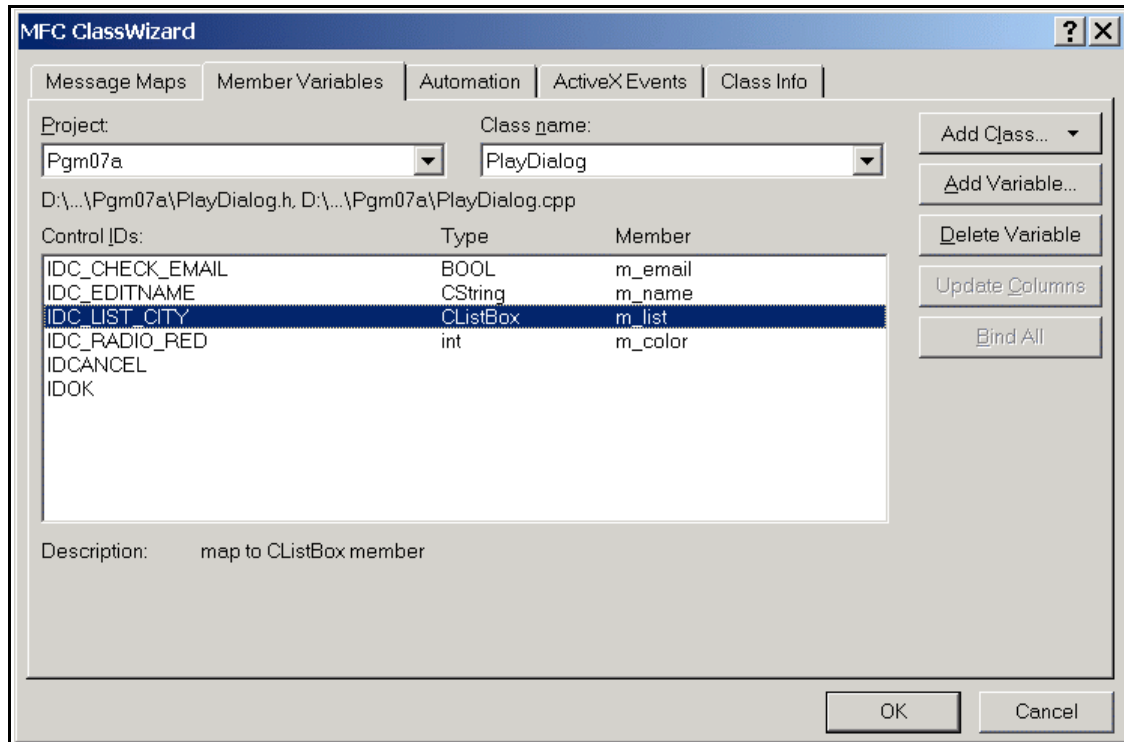 MFC ClassWizard
Message Maps Member Variables Automation ActiveX Events Class Info
Project: Class name:
Pgm07a PlayDialog
D:\...\Pgm07a\PlayDialog.h, D:\...\Pgm07a\PlayDialog.cpp
Control IDs: Type Member
IDC_CHECK_EMAIL BOOL m_email
IDC_EDITNAME CString m_name
IDC_LIST_CITY CListBox m_list
IDC_RADIO_RED int m_color
IDCANCEL
IDOK
Description: map to CListBox member
Add Class...
Add Variable...
Delete Variable
Update Columns
Bind All
OK Cancel